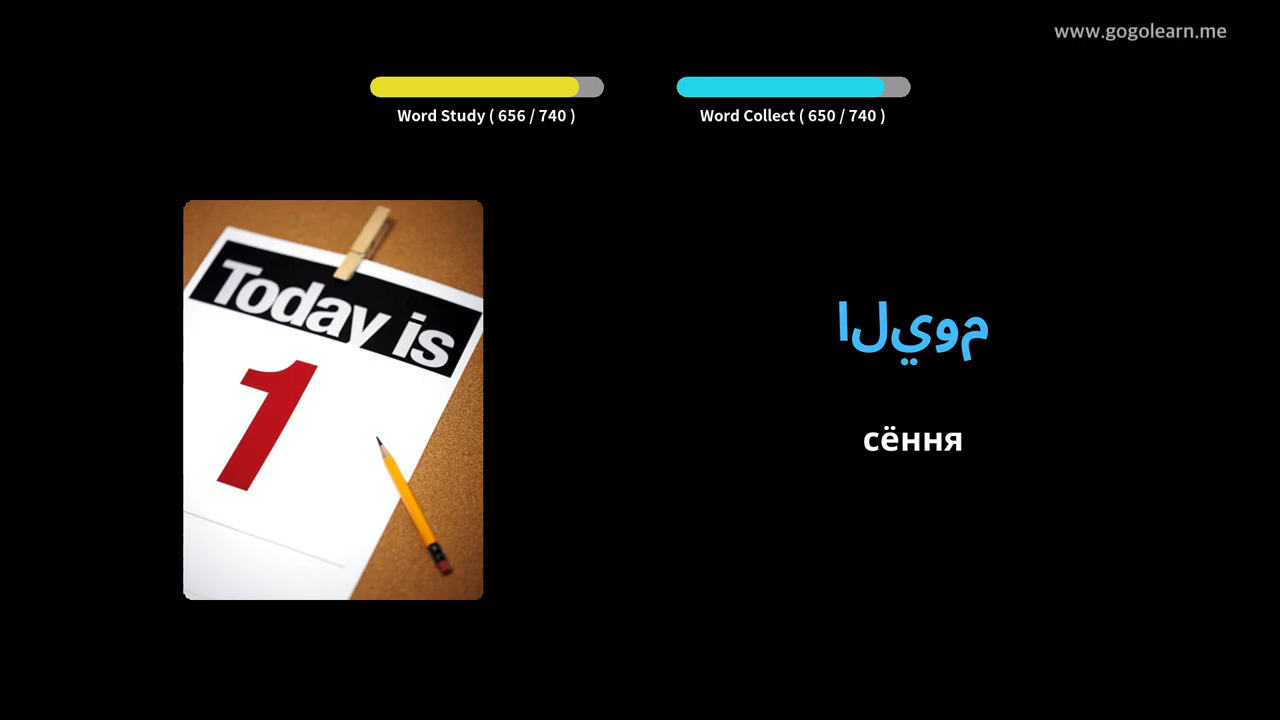 www.gogolearn.me
Word Study ( 656 / 740 )
Word Collect ( 650 / 740 )
Today is
1
اليوم
сёння